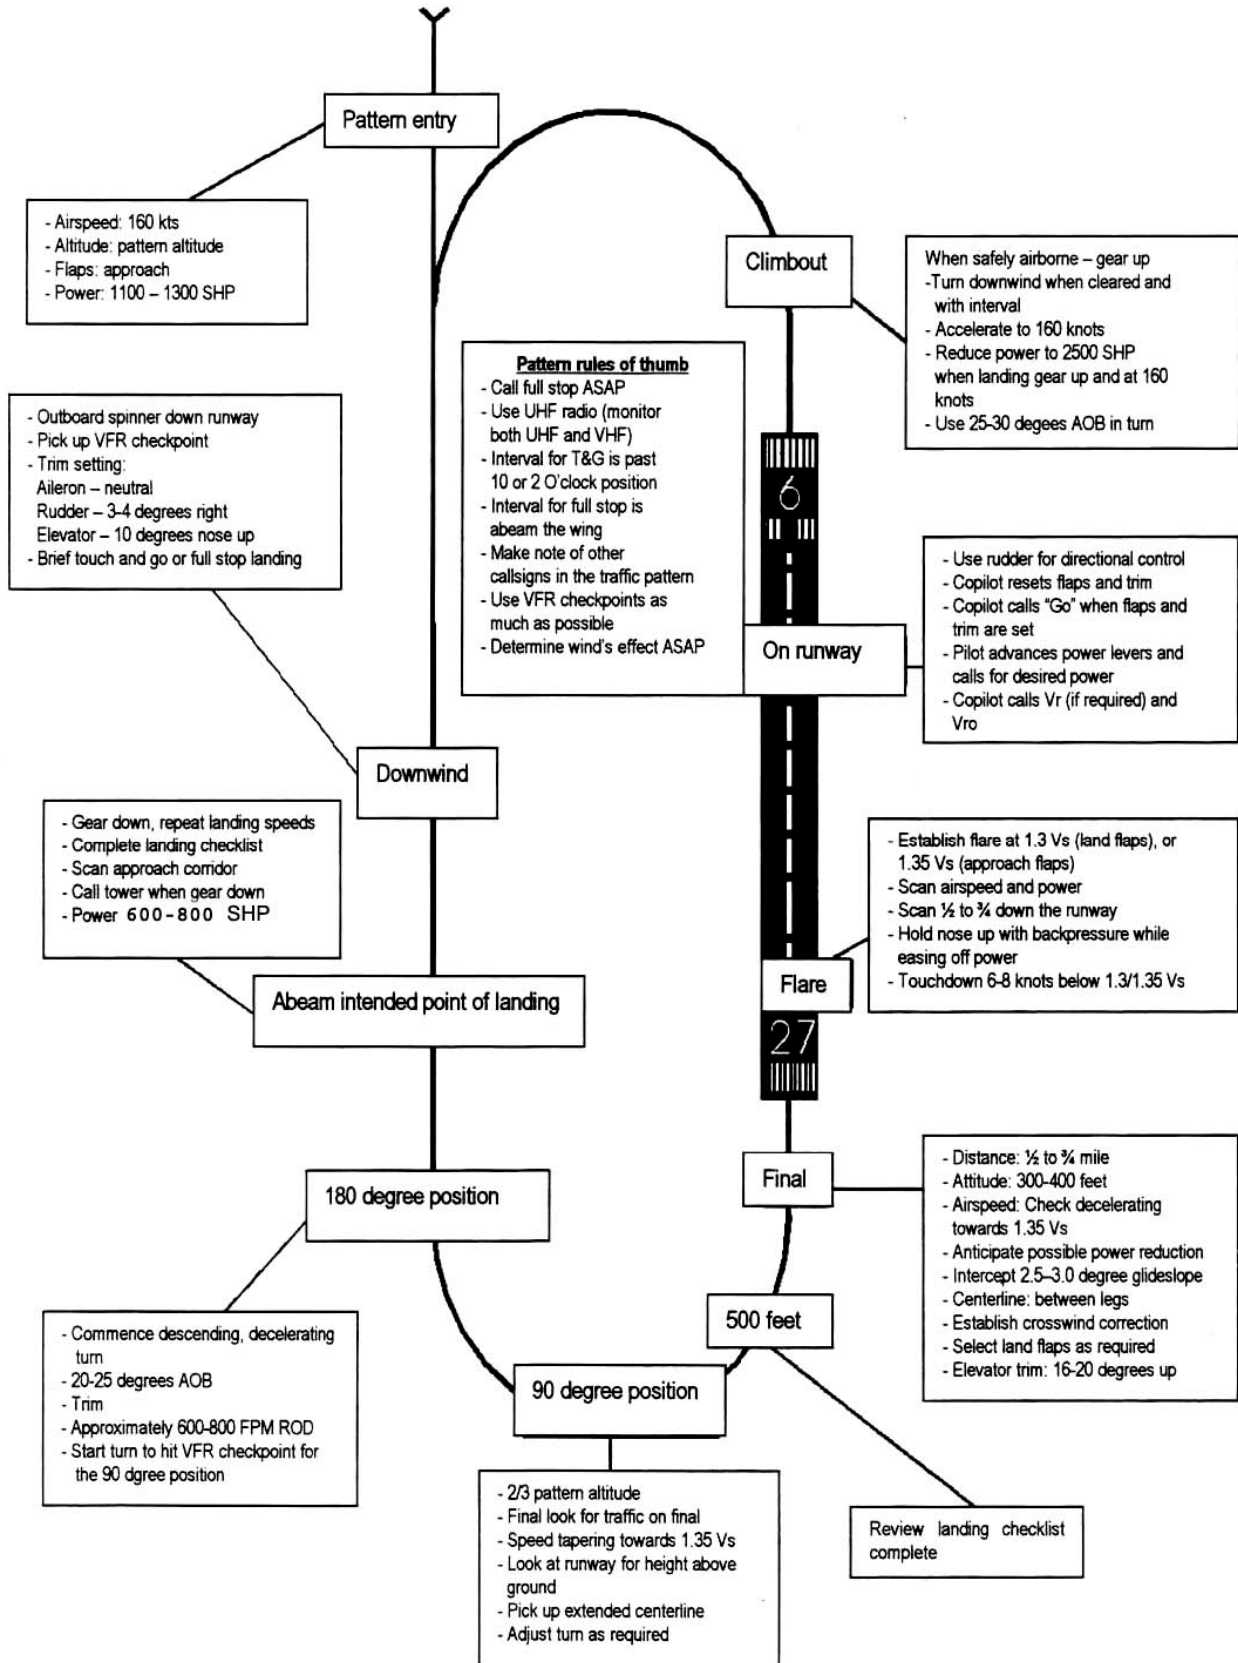 Pattern entry
- Airspeed: 160 kts
- Altitude: pattern altitude
- Flaps: approach
- Power: 1100 – 1300 SHP
Climbout
When safely airborne – gear up
-Turn downwind when cleared and
with interval
- Accelerate to 160 knots
- Reduce power to 2500 SHP
when landing gear up and at 160
knots
- Use 25-30 degees AOB in turn
Pattern rules of thumb
- Call full stop ASAP
- Use UHF radio (monitor
both UHF and VHF)
- Interval for T&G is past
10 or 2 O'clock position
- Interval for full stop is
abeam the wing
- Make note of other
callsigns in the traffic pattern
- Use VFR checkpoints as
much as possible
- Determine wind's effect ASAP
- Outboard spinner down runway
- Pick up VFR checkpoint
- Trim setting:
Aileron – neutral
Rudder – 3-4 degrees right
Elevator – 10 degrees nose up
- Brief touch and go or full stop landing
6
On runway
- Use rudder for directional control
- Copilot resets flaps and trim
- Copilot calls "Go" when flaps and
trim are set
- Pilot advances power levers and
calls for desired power
- Copilot calls Vr (if required) and
Vro
Downwind
- Gear down, repeat landing speeds
- Complete landing checklist
- Scan approach corridor
- Call tower when gear down
- Power 600-800 SHP
- Establish flare at 1.3 Vs (land flaps), or
1.35 Vs (approach flaps)
- Scan airspeed and power
- Scan ½ to ¾ down the runway
- Hold nose up with backpressure while
easing off power
- Touchdown 6-8 knots below 1.3/1.35 Vs
Flare
Abeam intended point of landing
27
180 degree position
Final
- Distance: ½ to ¾ mile
- Attitude: 300-400 feet
- Airspeed: Check decelerating
towards 1.35 Vs
- Anticipate possible power reduction
- Intercept 2.5–3.0 degree glideslope
- Centerline: between legs
- Establish crosswind correction
- Select land flaps as required
- Elevator trim: 16-20 degrees up
- Commence descending, decelerating
turn
- 20-25 degrees AOB
- Trim
- Approximately 600-800 FPM ROD
- Start turn to hit VFR checkpoint for
the 90 dgree position
500 feet
90 degree position
- 2/3 pattern altitude
- Final look for traffic on final
- Speed tapering towards 1.35 Vs
- Look at runway for height above
ground
- Pick up extended centerline
- Adjust turn as required
Review landing checklist
complete